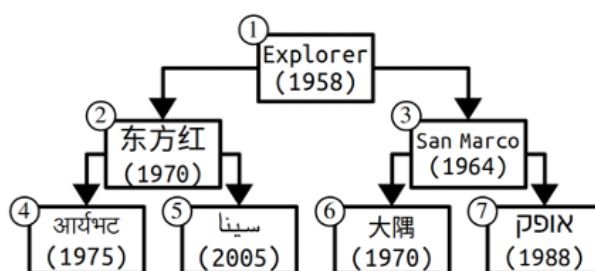 1
Explorer
(1958)
2
东方红
(1970)
3
San Marco
(1964)
4
आर्यभट
(1975)
5
سينا
(2005)
6
大隅
(1970)
7
אופק
(1988)